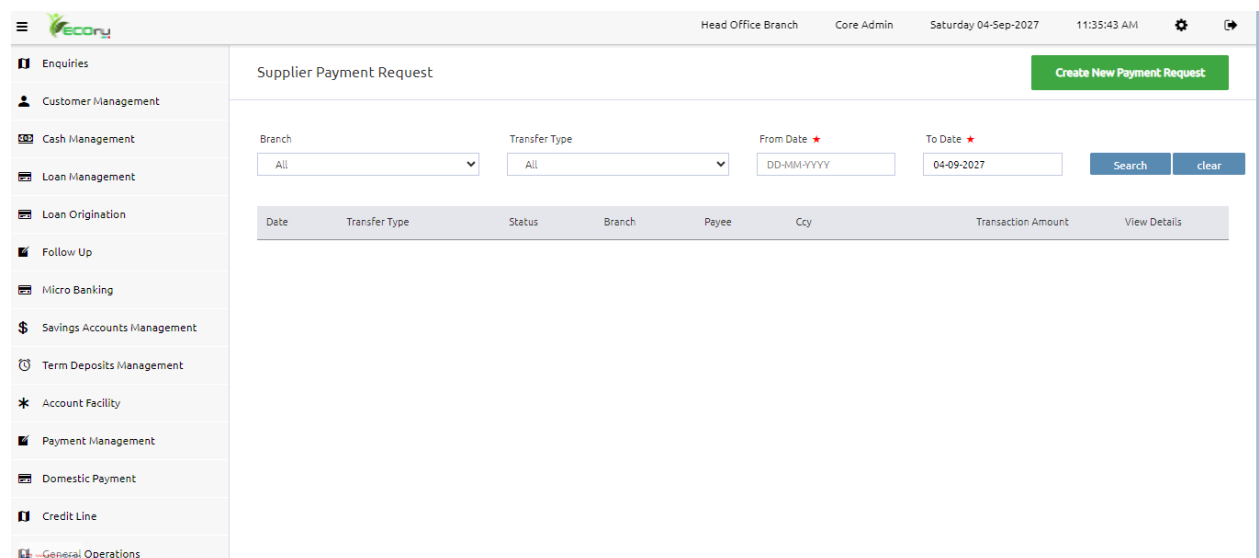 ecory
Head Office Branch Core Admin Saturday 04-Sep-2027 11:35:43 AM
Enquiries
Customer Management
Cash Management
Loan Management
Loan Origination
Follow Up
Micro Banking
Savings Accounts Management
Term Deposits Management
Account Facility
Payment Management
Domestic Payment
Credit Line
General Operations
Supplier Payment Request
Create New Payment Request
Branch Transfer Type From Date ★ To Date ★
All All DD-MM-YYYY 04-09-2027 Search clear
Date Transfer Type Status Branch Payee Ccy Transaction Amount View Details